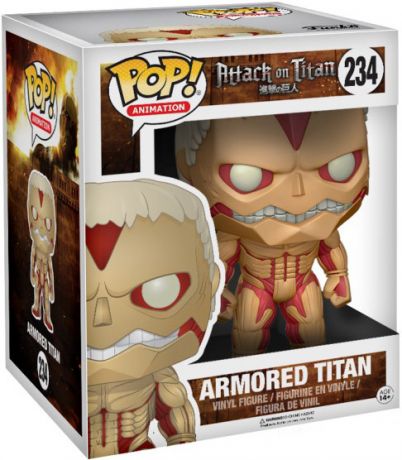 POP!
ANIMATION
Attack on Titan
進撃の巨人
234
POP!
ANIMATION
ARMORED TITAN
234
ARMORED TITAN
VINYL FIGURE / FIGURINE EN VINYLE /
FIGURA DE VINIL
AGE
14+